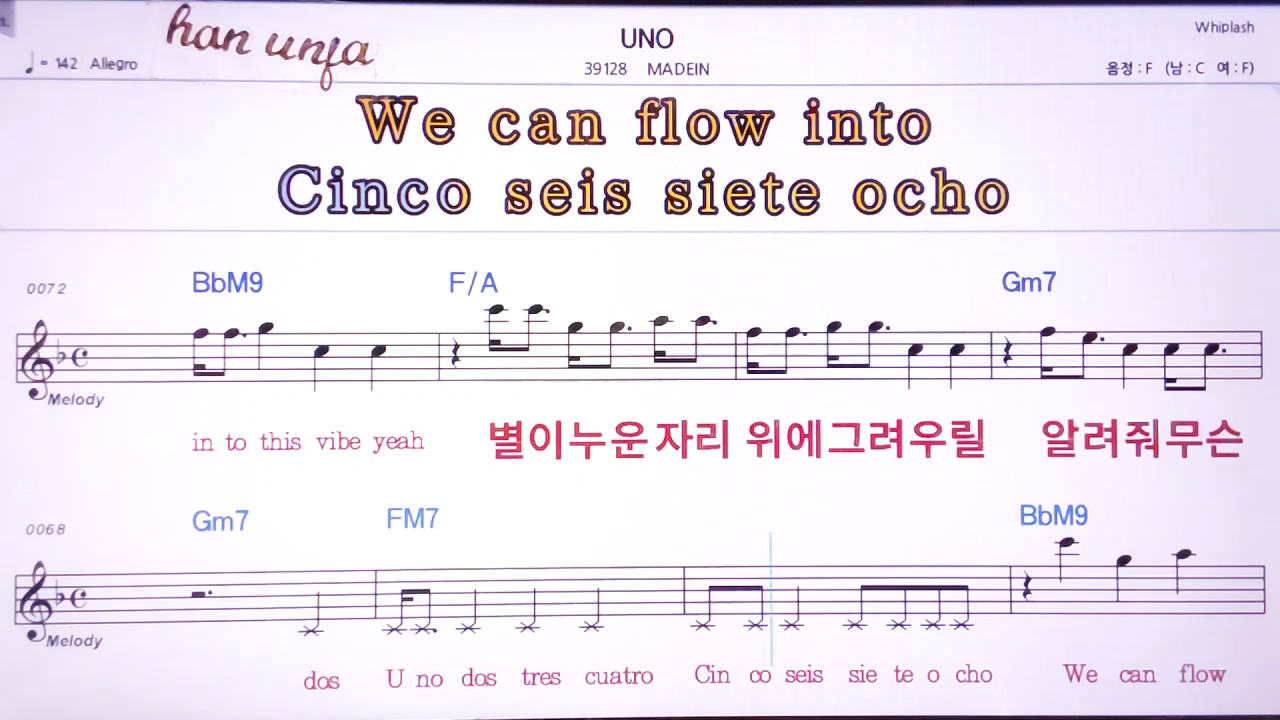 han unja
UNO
Whiplash
♩= 142 Allegro
39128 MADEIN
음정 : F (남 : C 여 : F)
We can flow into
Cinco seis siete ocho
0072
BbM9 F/A Gm7
Melody
in to this vibe yeah 별이누운자리 위에그려우릴 알려줘무슨
0068
Gm7 FM7 BbM9
Melody
dos U no dos tres cuatro Cin co seis sie te o cho We can flow